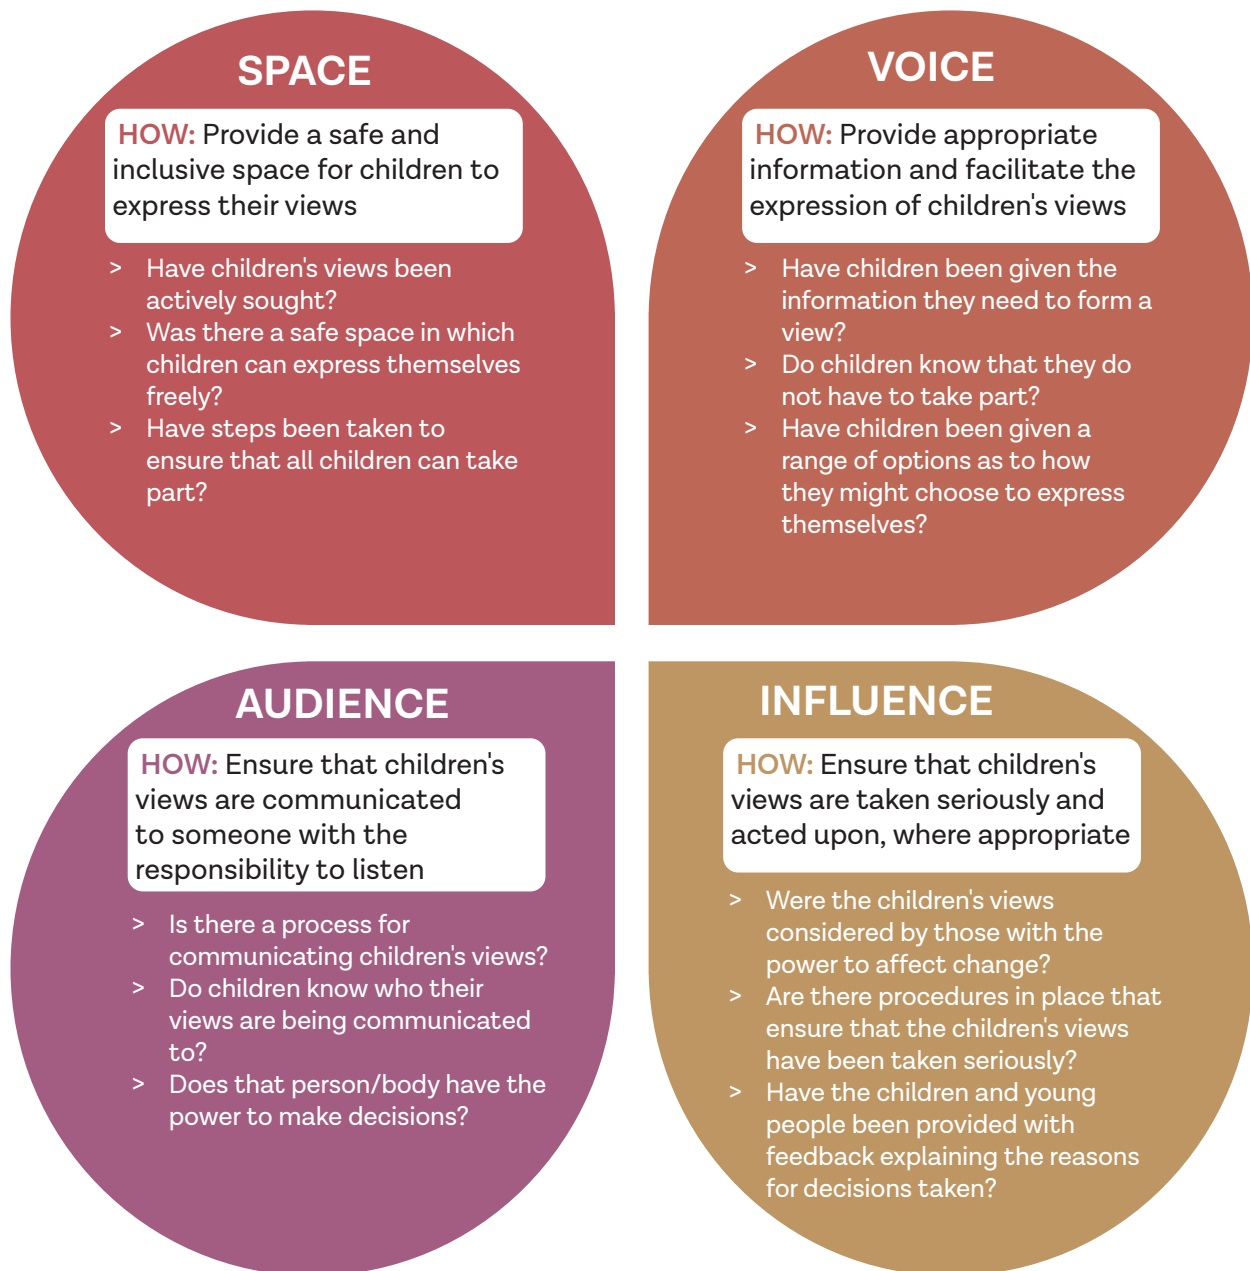 SPACE
HOW: Provide a safe and
inclusive space for children to
express their views
> Have children's views been
actively sought?
> Was there a safe space in which
children can express themselves
freely?
> Have steps been taken to
ensure that all children can take
part?
VOICE
HOW: Provide appropriate
information and facilitate the
expression of children's views
> Have children been given the
information they need to form a
view?
> Do children know that they do
not have to take part?
> Have children been given a
range of options as to how
they might choose to express
themselves?
AUDIENCE
HOW: Ensure that children's
views are communicated
to someone with the
responsibility to listen
> Is there a process for
communicating children's views?
> Do children know who their
views are being communicated
to?
> Does that person/body have the
power to make decisions?
INFLUENCE
HOW: Ensure that children's
views are taken seriously and
acted upon, where appropriate
> Were the children's views
considered by those with the
power to affect change?
> Are there procedures in place that
ensure that the children's views
have been taken seriously?
> Have the children and young
people been provided with
feedback explaining the reasons
for decisions taken?